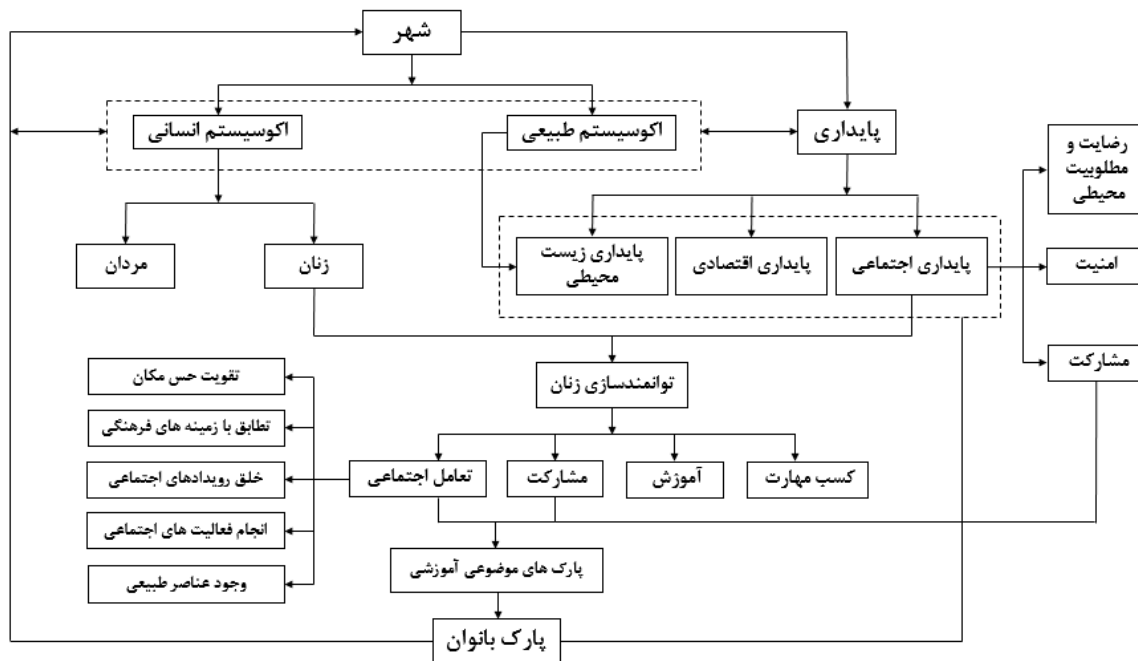 شهر
پایداری
اکوسیستم طبیعی
اکوسیستم انسانی
رضایت و
مطلوبیت
محیطی
امنیت
مشارکت
پایداری اجتماعی
پایداری اقتصادی
پایداری زیست
محیطی
زنان
مردان
توانمندسازی زنان
کسب مهارت
آموزش
مشارکت
تعامل اجتماعی
تقویت حس مکان
تطابق با زمینه های فرهنگی
خلق رویدادهای اجتماعی
انجام فعالیت های اجتماعی
وجود عناصر طبیعی
پارک های موضوعی آموزشی
پارک بانوان